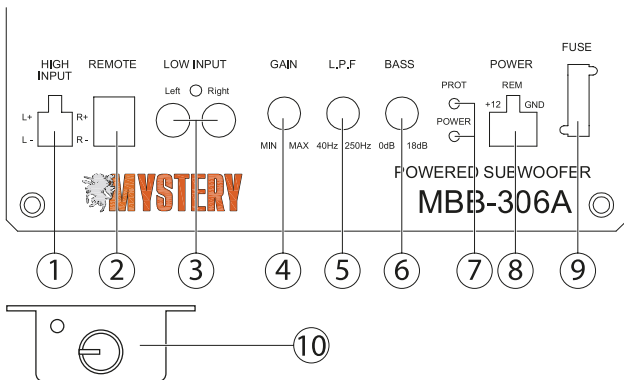 HIGH INPUT
REMOTE
LOW INPUT
GAIN
L.P.F
BASS
POWER
FUSE
L+
R+
L -
R -
Left
Right
MIN
MAX
40Hz
250Hz
0dB
18dB
PROT
POWER
REM
+12
GND
MYSTERY
POWERED SUBWOOFER
MBB-306A
1
2
3
4
5
6
7
8
9
10